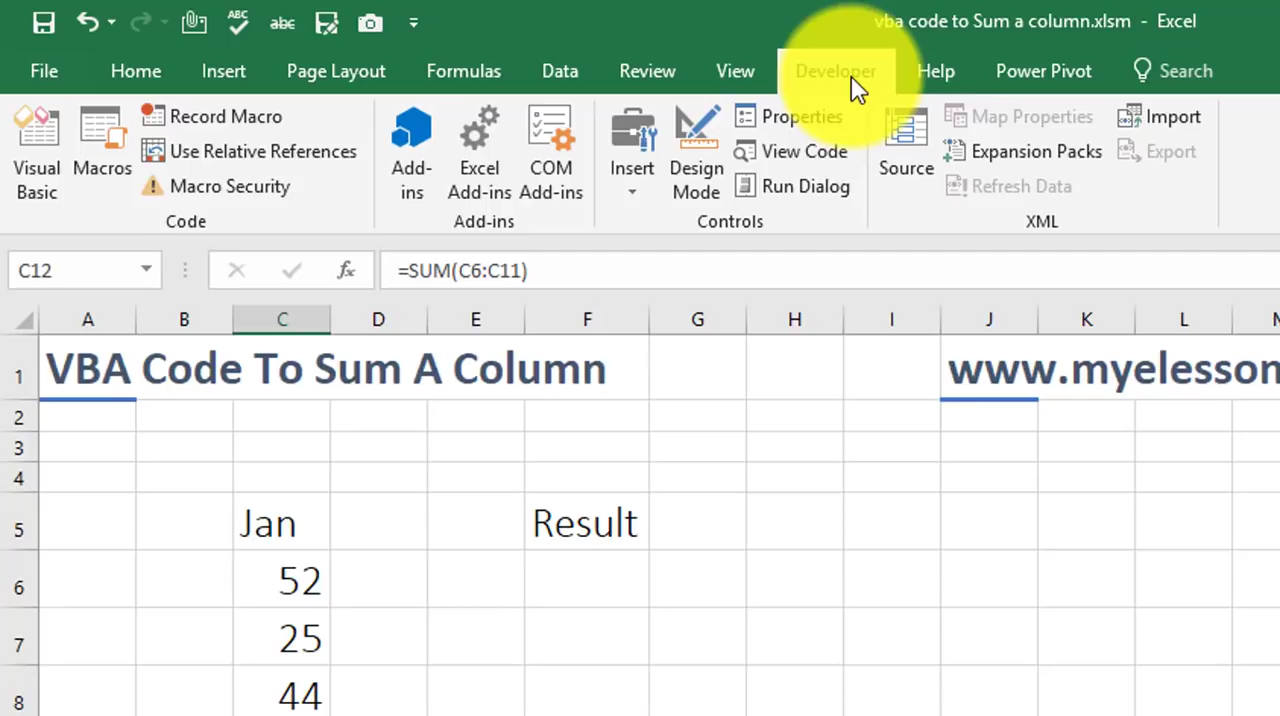 ABC
abc
vba code to Sum a column.xlsm - Excel
File Home Insert Page Layout Formulas Data Review View Developer Help Power Pivot Search
Visual Basic
Macros
Record Macro
Use Relative References
Macro Security
Code
Add-ins
Excel Add-ins
COM Add-ins
Add-ins
Insert
Design Mode
Properties
View Code
Run Dialog
Controls
Source
Map Properties
Expansion Packs
Refresh Data
Import
Export
XML
C12 fx =SUM(C6:C11)
A B C D E F G H I J K L
1 VBA Code To Sum A Column www.myelesson
2
3
4
5 Jan Result
6 52
7 25
8 44